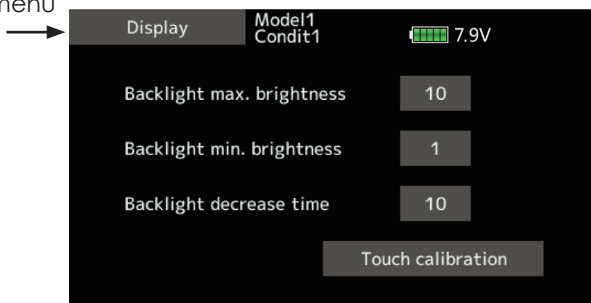 menu
Display
Model1
Condit1
7.9V
Backlight max. brightness 10
Backlight min. brightness 1
Backlight decrease time 10
Touch calibration